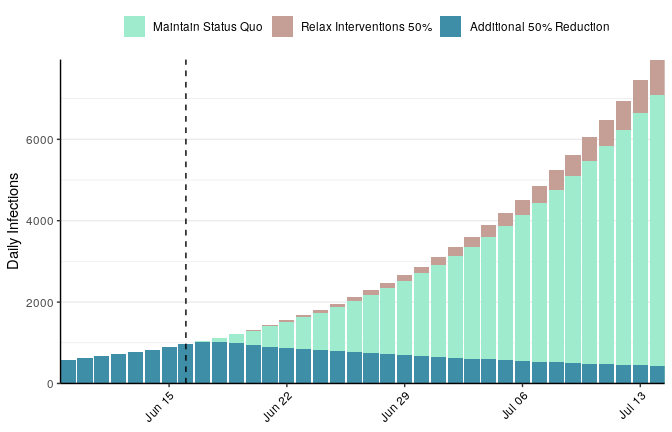 Maintain Status Quo Relax Interventions 50% Additional 50% Reduction
Daily Infections
6000
4000
2000
0
Jun 15 Jun 22 Jun 29 Jul 06 Jul 13